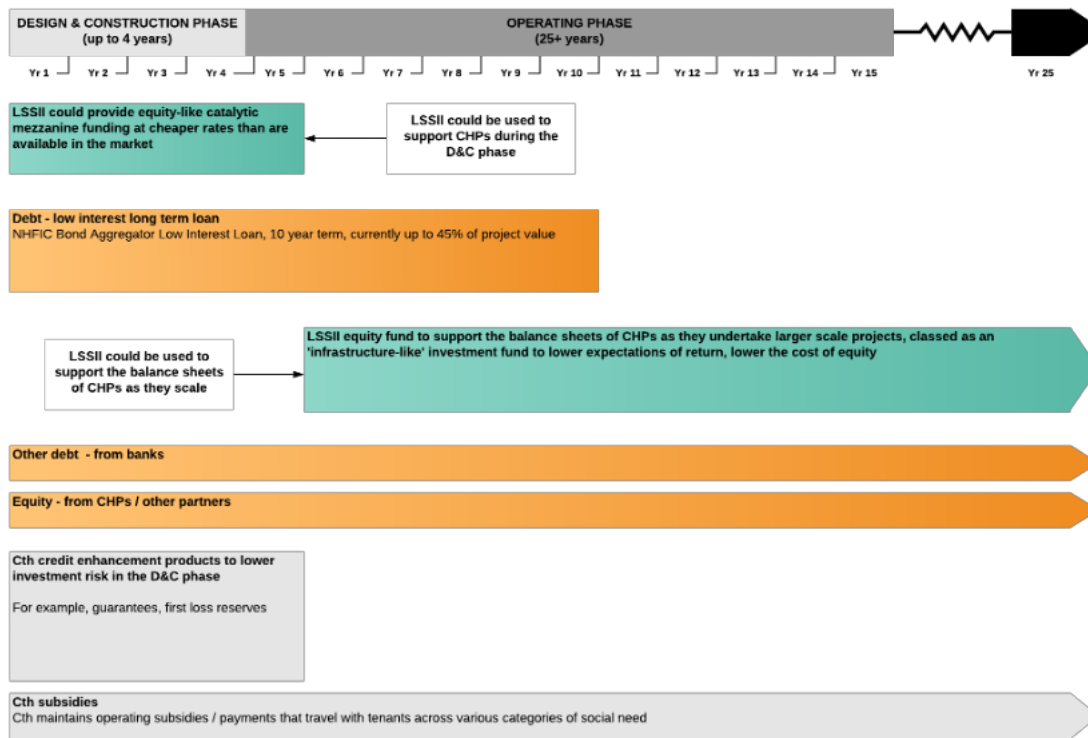 DESIGN & CONSTRUCTION PHASE
(up to 4 years)
OPERATING PHASE
(25+ years)
Yr 1
Yr 2
Yr 3
Yr 4
Yr 5
Yr 6
Yr 7
Yr 8
Yr 9
Yr 10
Yr 11
Yr 12
Yr 13
Yr 14
Yr 15
Yr 25
LSSII could provide equity-like catalytic
mezzanine funding at cheaper rates than are
available in the market
LSSII could be used to
support CHPs during the
D&C phase
Debt - low interest long term loan
NHFIC Bond Aggregator Low Interest Loan, 10 year term, currently up to 45% of project value
LSSII could be used to
support the balance sheets
of CHPs as they scale
LSSII equity fund to support the balance sheets of CHPs as they undertake larger scale projects, classed as an
'infrastructure-like' investment fund to lower expectations of return, lower the cost of equity
Other debt  - from banks
Equity - from CHPs / other partners
Cth credit enhancement products to lower
investment risk in the D&C phase
For example, guarantees, first loss reserves
Cth subsidies
Cth maintains operating subsidies / payments that travel with tenants across various categories of social need